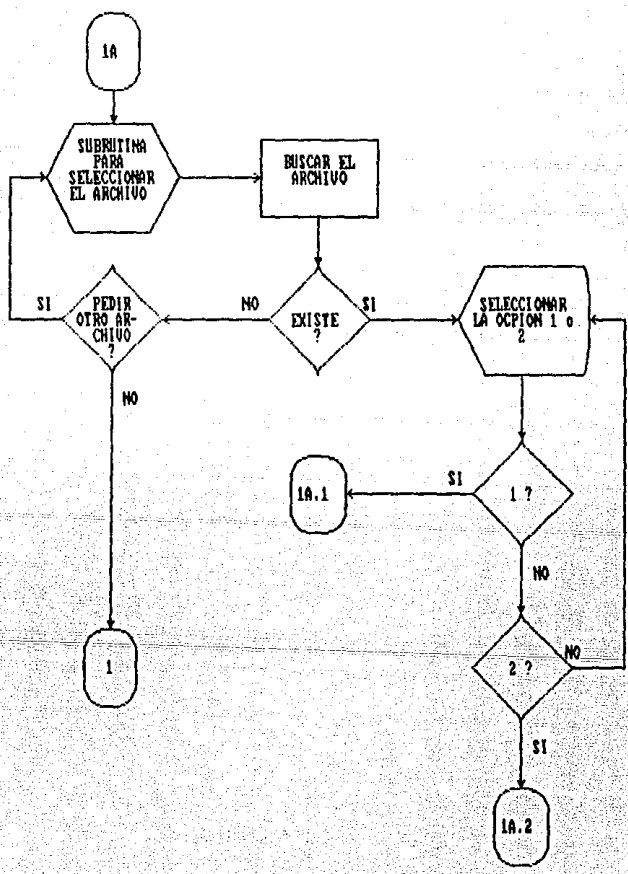 1A
SUBRUTINA
PARA
SELECCIONAR
EL ARCHIVO
BUSCAR EL
ARCHIVO
SI
PEDIR
OTRO AR-
CHIVO
?
NO
EXISTE
?
SI
SELECCIONAR
LA OCPION 1 o
2
NO
1A.1
SI
1 ?
NO
1
2 ?
NO
SI
1A.2